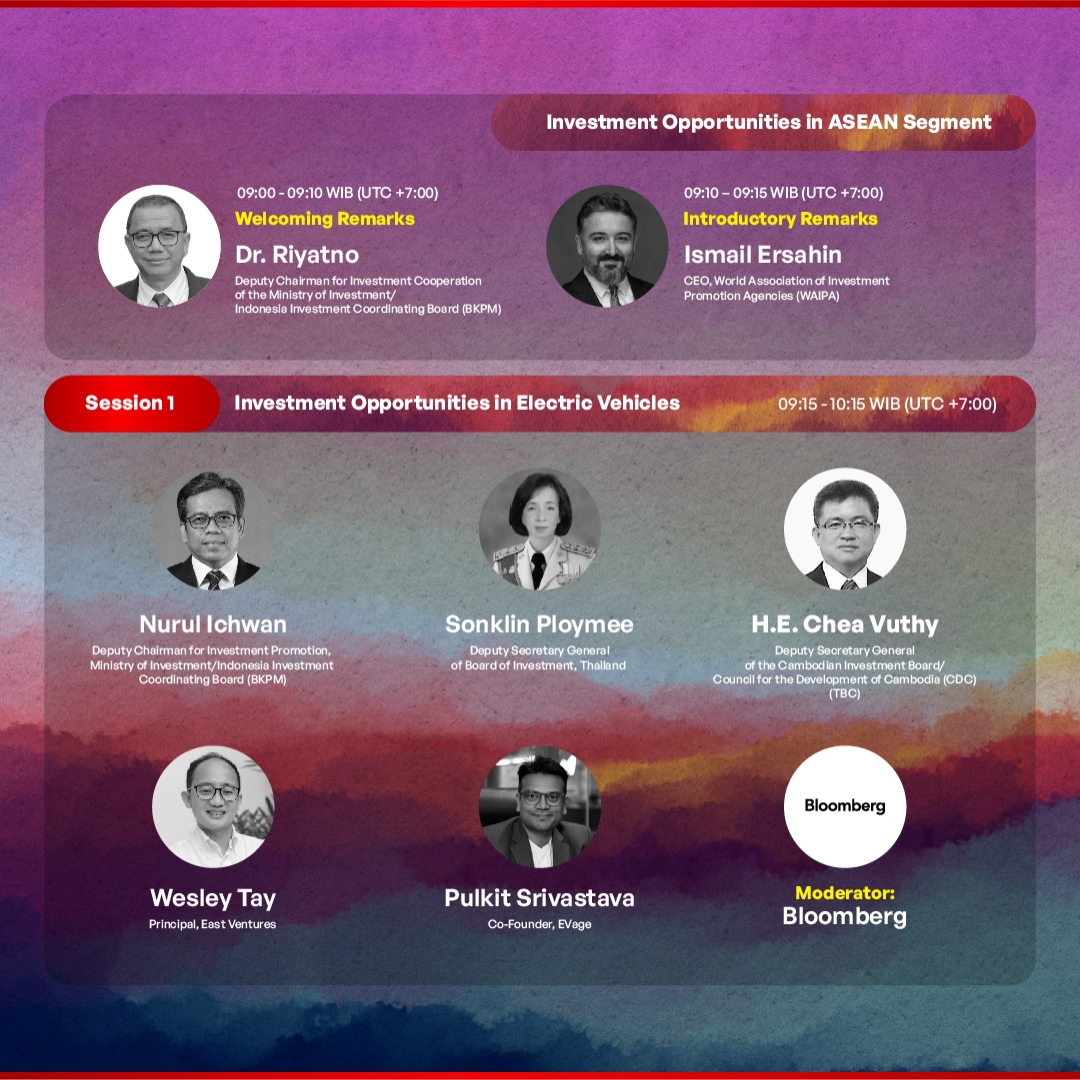 Investment Opportunities in ASEAN Segment
09:00 - 09:10 WIB (UTC +7:00)
Welcoming Remarks
Dr. Riyatno
Deputy Chairman for Investment Cooperation
of the Ministry of Investment/
Indonesia Investment Coordinating Board (BKPM)
09:10 – 09:15 WIB (UTC +7:00)
Introductory Remarks
Ismail Ersahin
CEO, World Association of Investment
Promotion Agencies (WAIPA)
Session 1
Investment Opportunities in Electric Vehicles
09:15 - 10:15 WIB (UTC +7:00)
Nurul Ichwan
Deputy Chairman for Investment Promotion,
Ministry of Investment/Indonesia Investment
Coordinating Board (BKPM)
Sonklin Ploymee
Deputy Secretary General
of Board of Investment, Thailand
H.E. Chea Vuthy
Deputy Secretary General
of the Cambodian Investment Board/
Council for the Development of Cambodia (CDC)
(TBC)
Wesley Tay
Principal, East Ventures
Pulkit Srivastava
Co-Founder, EVage
Bloomberg
Moderator:
Bloomberg